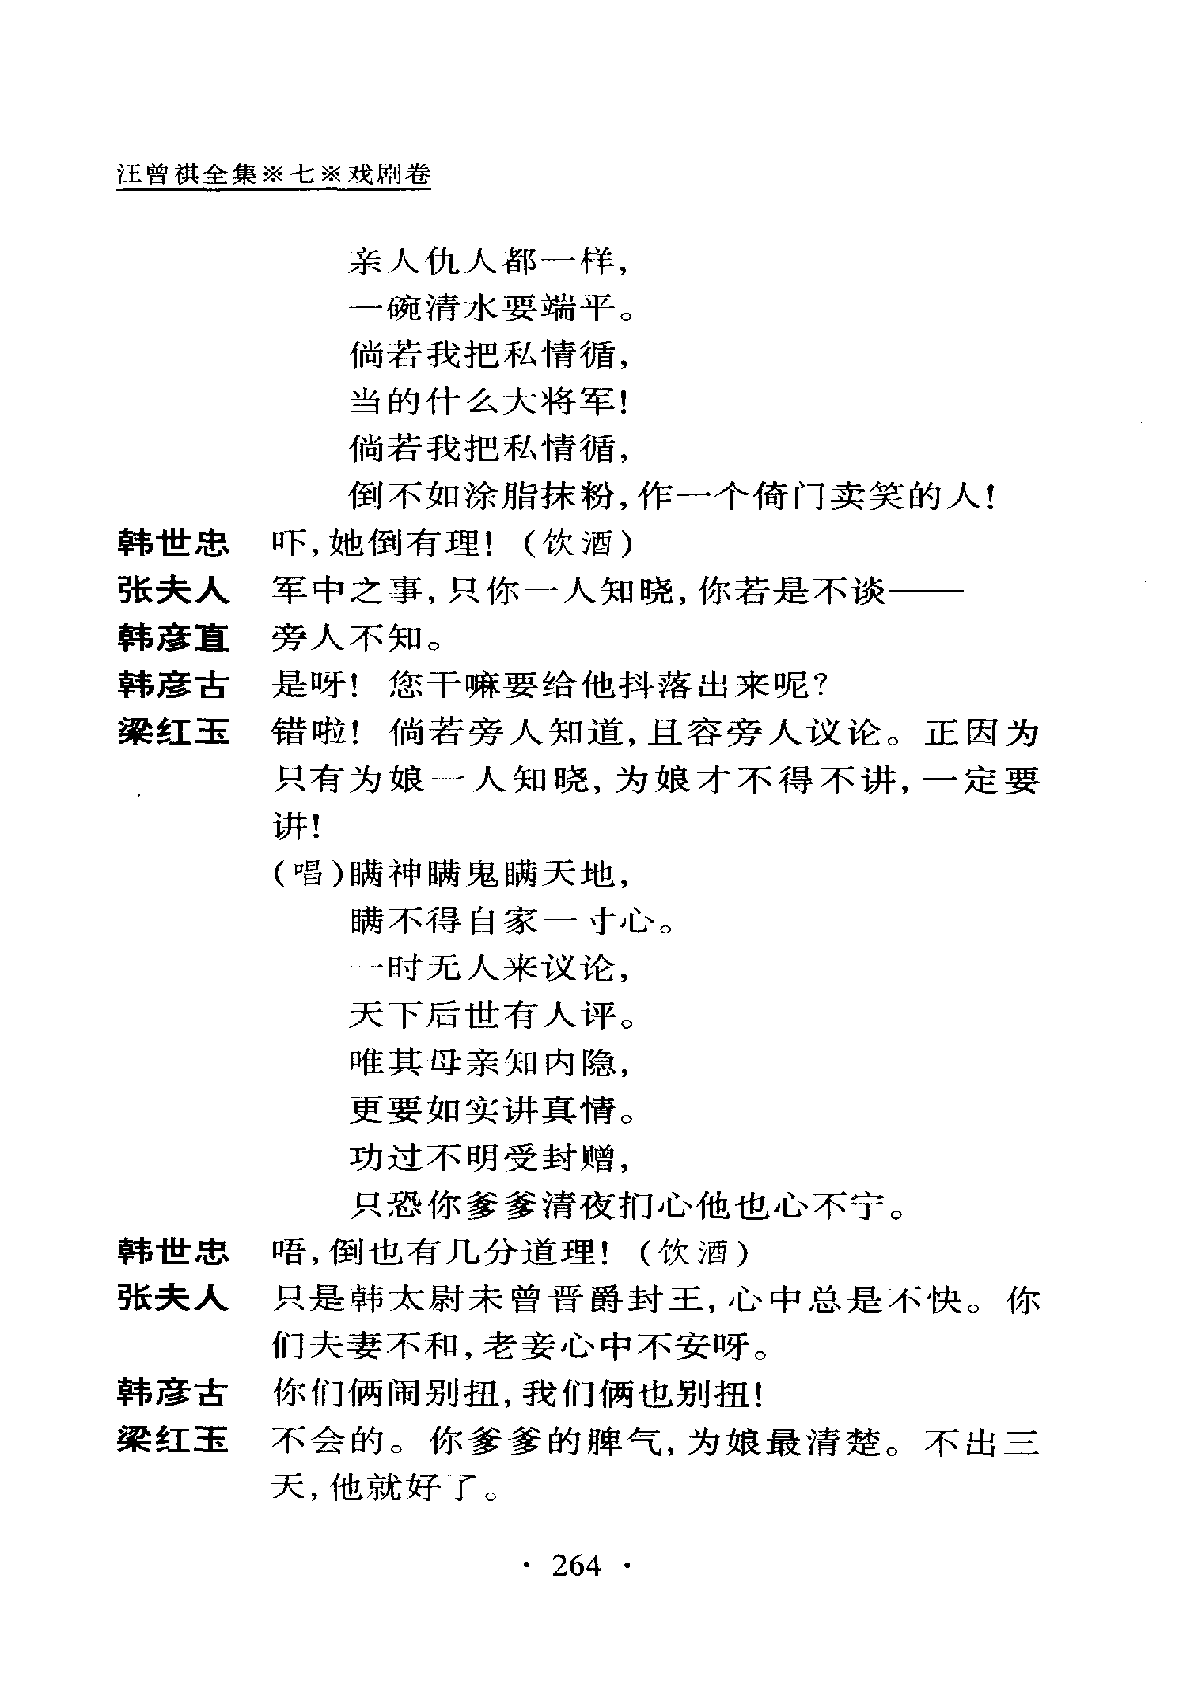 汪曾祺全集※七※戏剧卷
亲人仇人都一样，
一碗清水要端平。
倘若我把私情循，
当的什么大将军！
倘若我把私情循，
倒不如涂脂抹粉，作一个倚门卖笑的人！
韩世忠 吓，她倒有理！（饮酒）
张夫人 军中之事，只你一人知晓，你若是不谈——
韩彦直 旁人不知。
韩彦古 是呀！您干嘛要给他抖落出来呢？
梁红玉 错啦！倘若旁人知道，且容旁人议论。正因为
只有为娘一人知晓，为娘才不得不讲，一定要
讲！
（唱）瞒神瞒鬼瞒天地，
瞒不得自家一寸心。
一时无人来议论，
天下后世有人评。
唯其母亲知内隐，
更要如实讲真情。
功过不明受封赠，
只恐你爹爹清夜扪心他也心不宁。
韩世忠 唔，倒也有几分道理！（饮酒）
张夫人 只是韩太尉未曾晋爵封王，心中总是不快。你
们夫妻不和，老妾心中不安呀。
韩彦古 你们俩闹别扭，我们俩也别扭！
梁红玉 不会的。你爹爹的脾气，为娘最清楚。不出三
天，他就好了。
· 264 ·